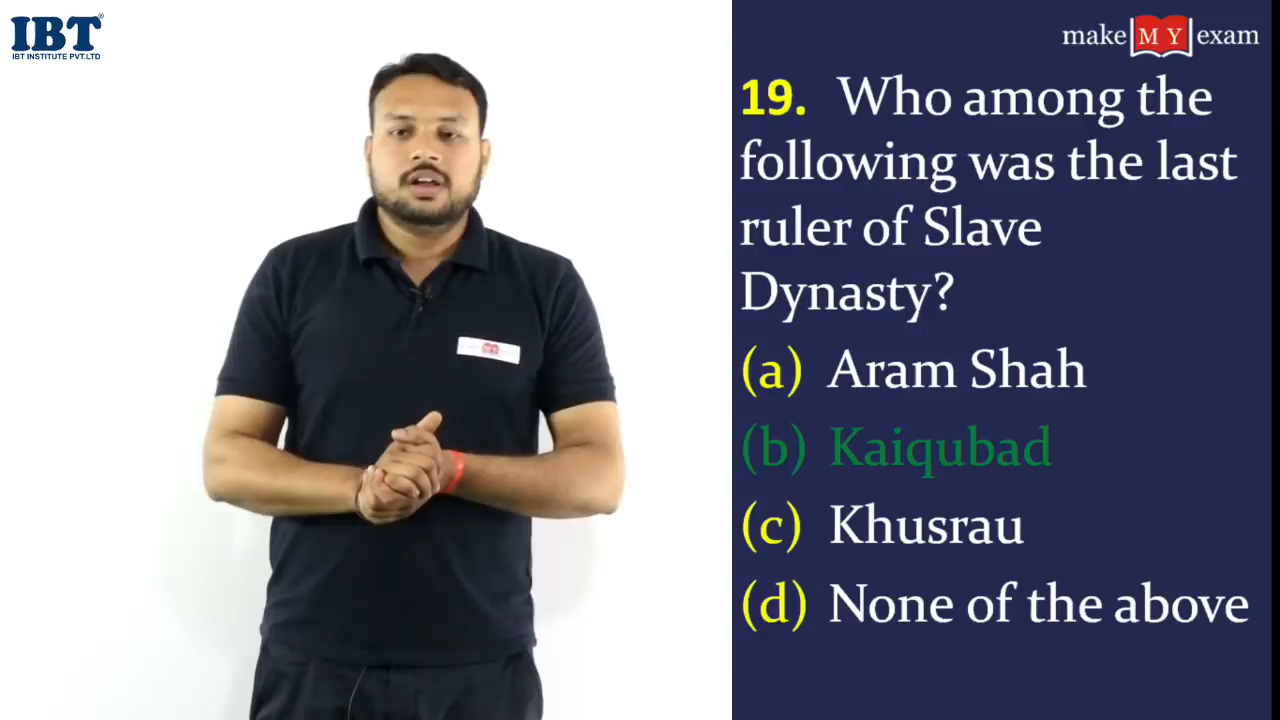 IBT
IBT INSTITUTE PVT.LTD
make MY exam
19. Who among the
following was the last
ruler of Slave
Dynasty?
(a) Aram Shah
(b) Kaiqubad
(c) Khusrau
(d) None of the above
MY